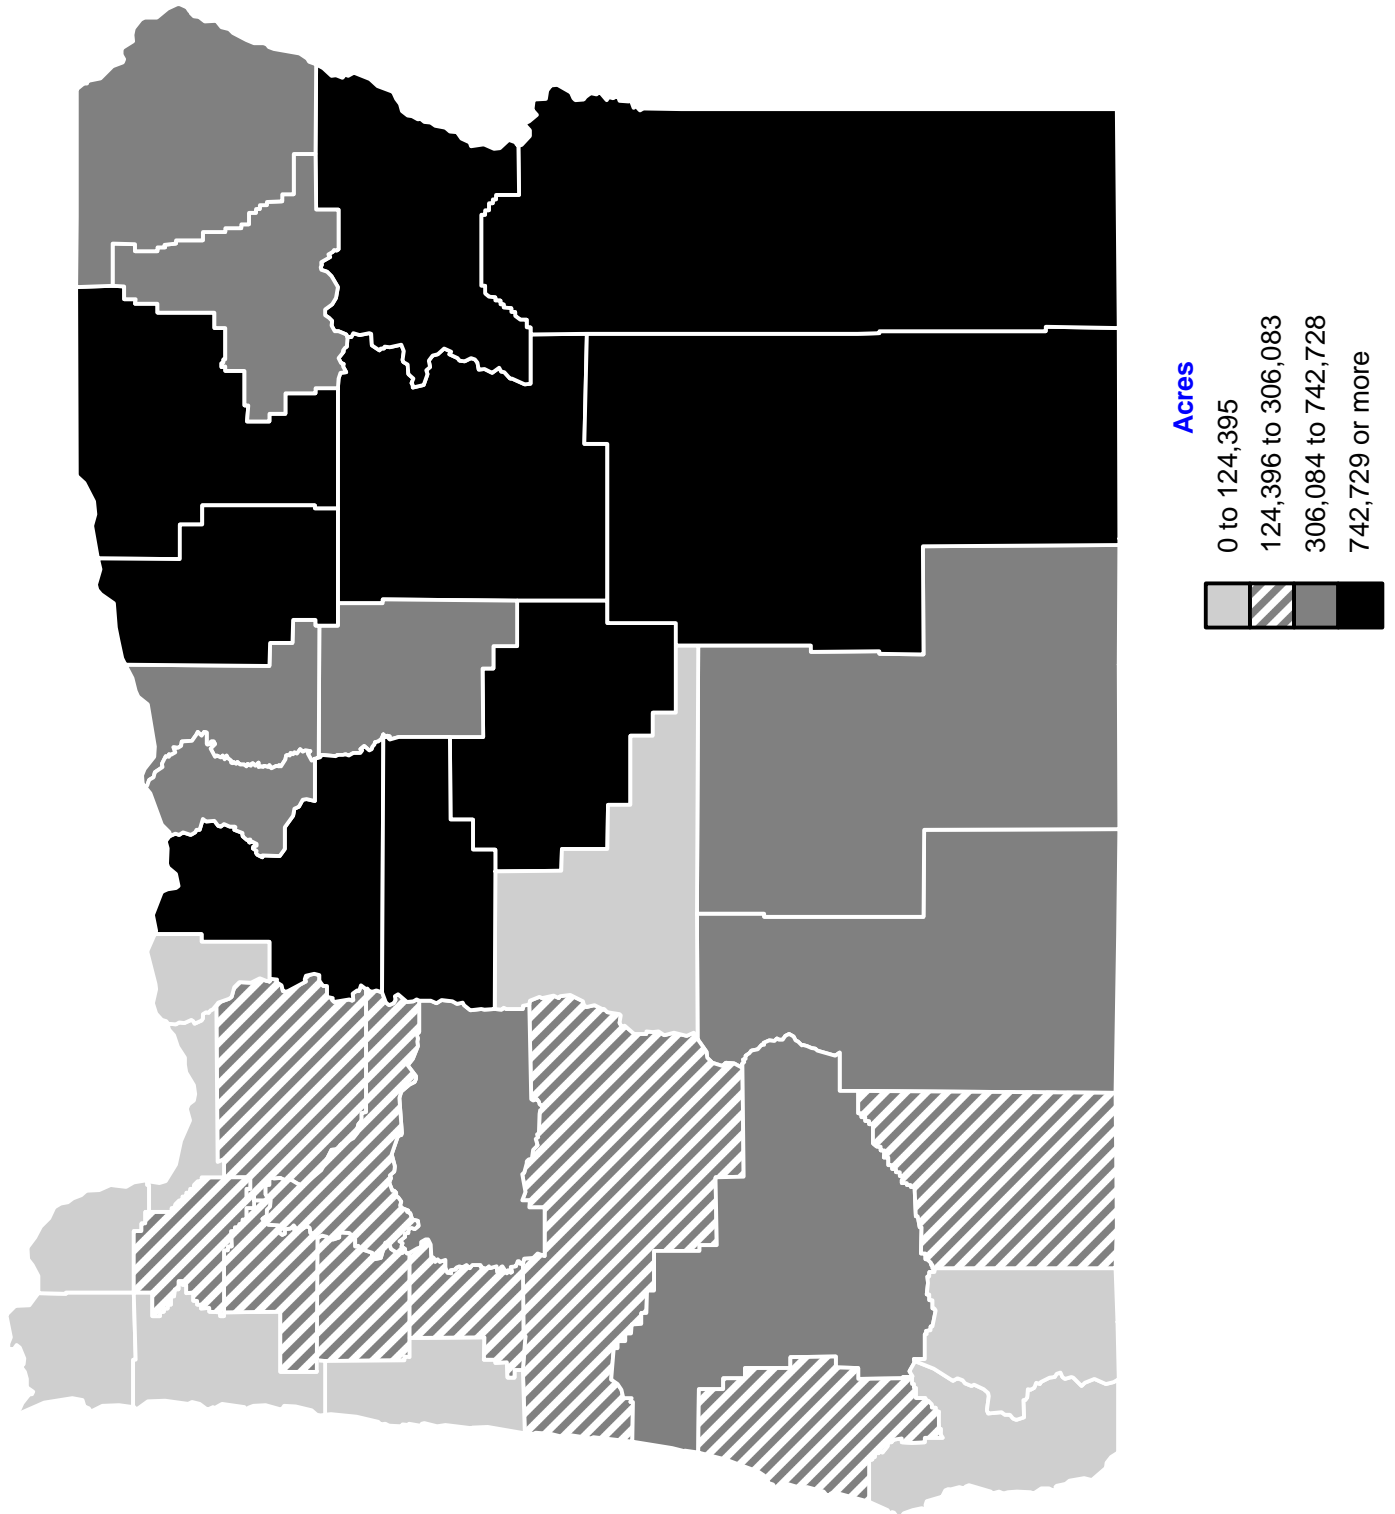 Acres
0 to 124,395
124,396 to 306,083
306,084 to 742,728
742,729 or more